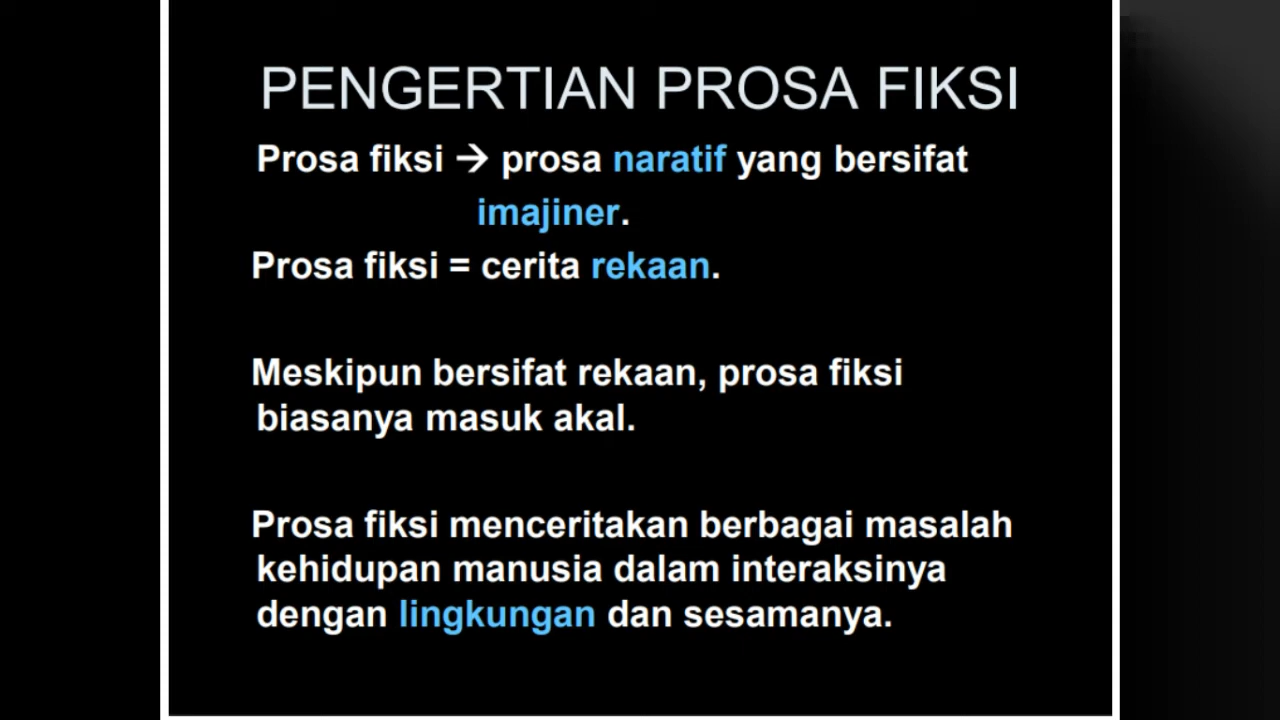 PENGERTIAN PROSA FIKSI
Prosa fiksi → prosa naratif yang bersifat
imajiner.
Prosa fiksi = cerita rekaan.
Meskipun bersifat rekaan, prosa fiksi
biasanya masuk akal.
Prosa fiksi menceritakan berbagai masalah
kehidupan manusia dalam interaksinya
dengan lingkungan dan sesamanya.